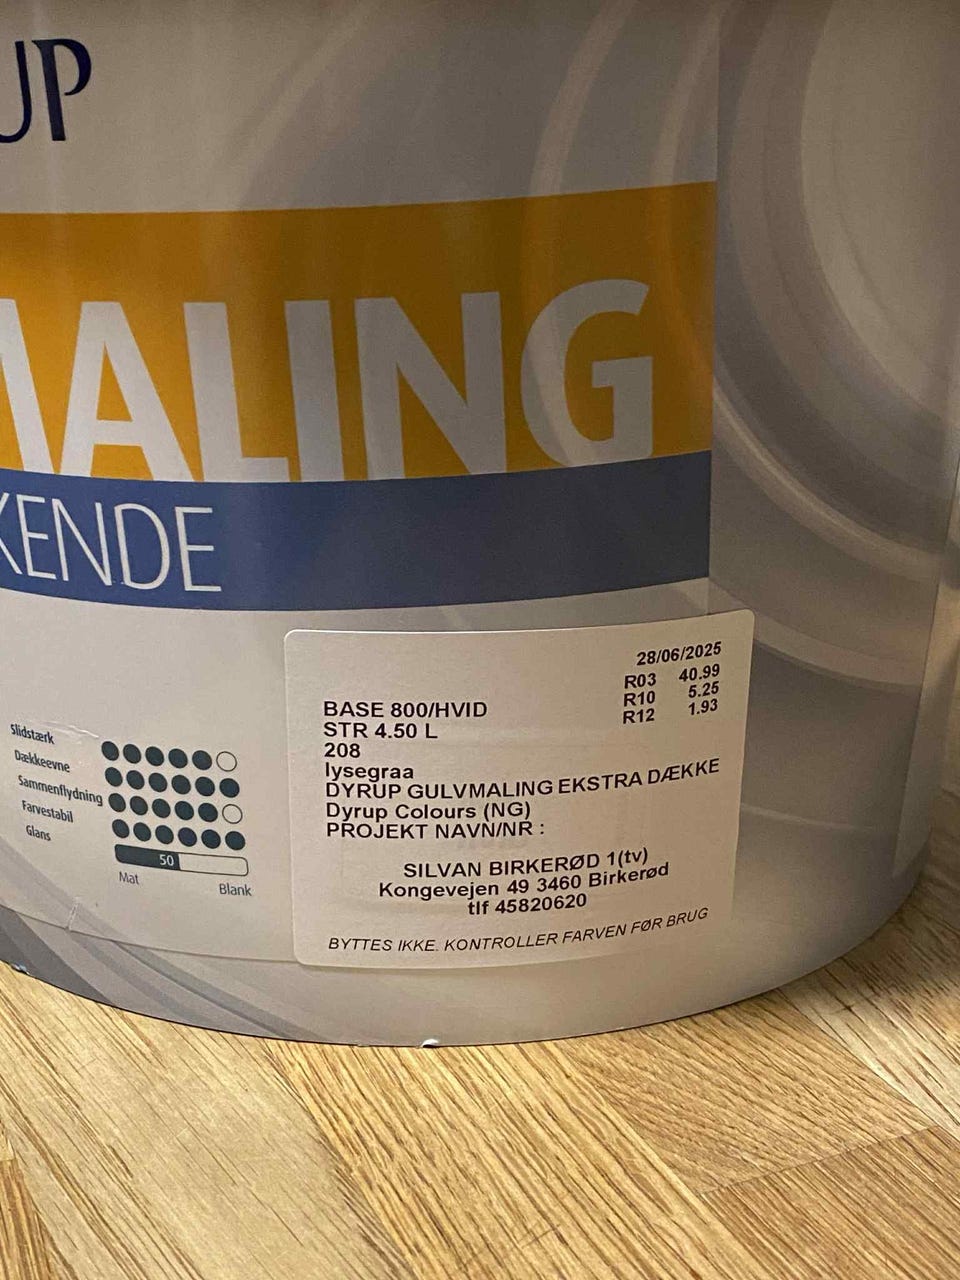 UP
MALING
KENDE
28/06/2025
R03 40.99
R10 5.25
R12 1.93
BASE 800/HVID
STR 4.50 L
208
lysegraa
DYRUP GULVMALING EKSTRA DÆKKE
Dyrup Colours (NG)
PROJEKT NAVN/NR :
SILVAN BIRKERØD 1(tv)
Kongevejen 49 3460 Birkerød
tlf 45820620
BYTTES IKKE. KONTROLLER FARVEN FØR BRUG
Slidstærk
Dækkeevne
Sammenflydning
Farvestabil
Glans
50
Mat Blank